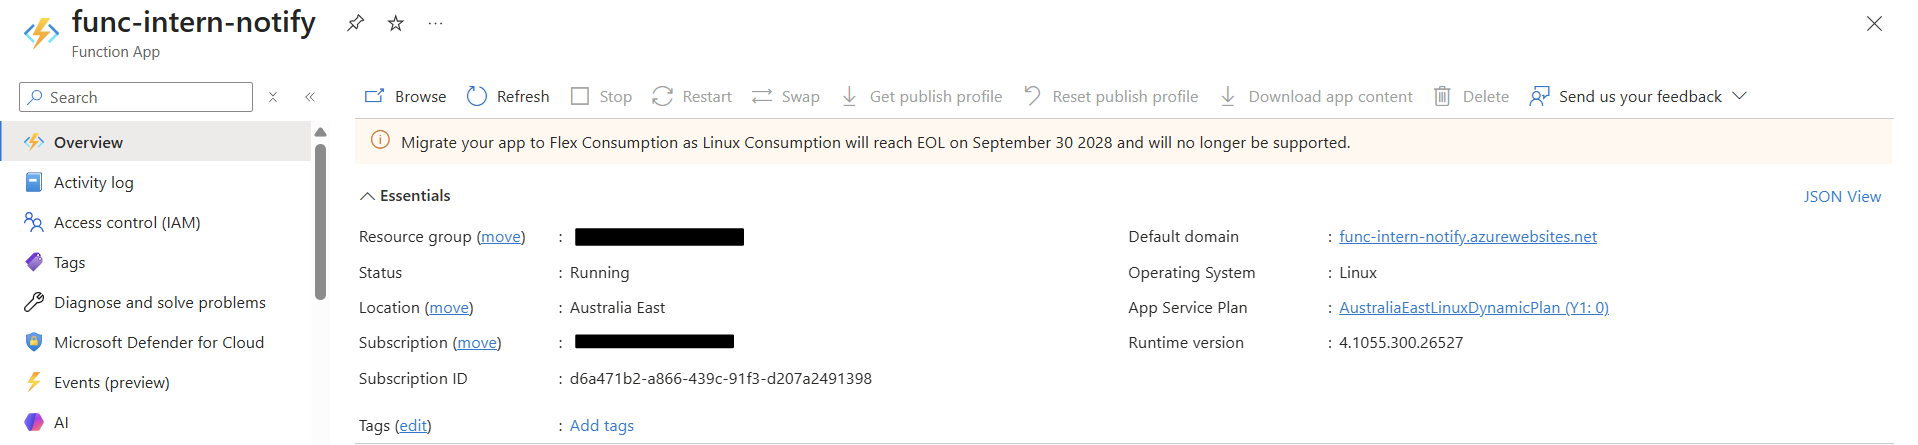 func-intern-notify
Function App
Search
Browse Refresh Stop Restart Swap Get publish profile Reset publish profile Download app content Delete Send us your feedback
Overview
Activity log
Access control (IAM)
Tags
Diagnose and solve problems
Microsoft Defender for Cloud
Events (preview)
AI
Migrate your app to Flex Consumption as Linux Consumption will reach EOL on September 30 2028 and will no longer be supported.
Essentials
JSON View
Resource group (move) :
Status : Running
Location (move) : Australia East
Subscription (move) :
Subscription ID : d6a471b2-a866-439c-91f3-d207a2491398
Tags (edit) : Add tags
Default domain : func-intern-notify.azurewebsites.net
Operating System : Linux
App Service Plan : AustraliaEastLinuxDynamicPlan (Y1: 0)
Runtime version : 4.1055.300.26527